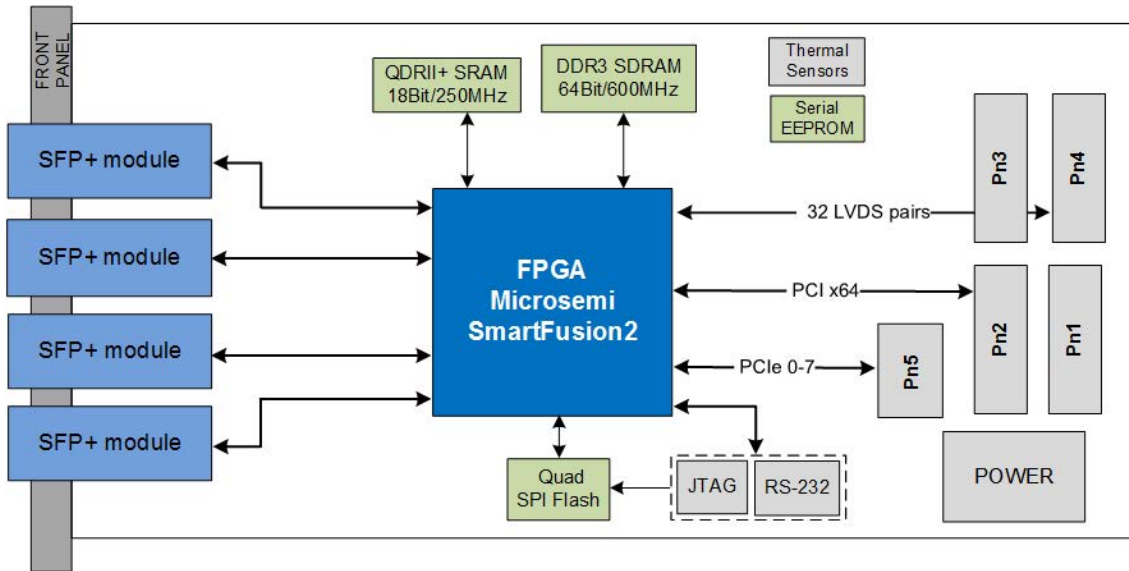 FRONT
PANEL
QDRII+ SRAM
18Bit/250MHz
DDR3 SDRAM
64Bit/600MHz
Thermal
Sensors
Serial
EEPROM
SFP+ module
SFP+ module
SFP+ module
SFP+ module
FPGA
Microsemi
SmartFusion2
32 LVDS pairs
PCI x64
PCIe 0-7
Pn3
Pn4
Pn2
Pn1
Pn5
Quad
SPI Flash
JTAG
RS-232
POWER